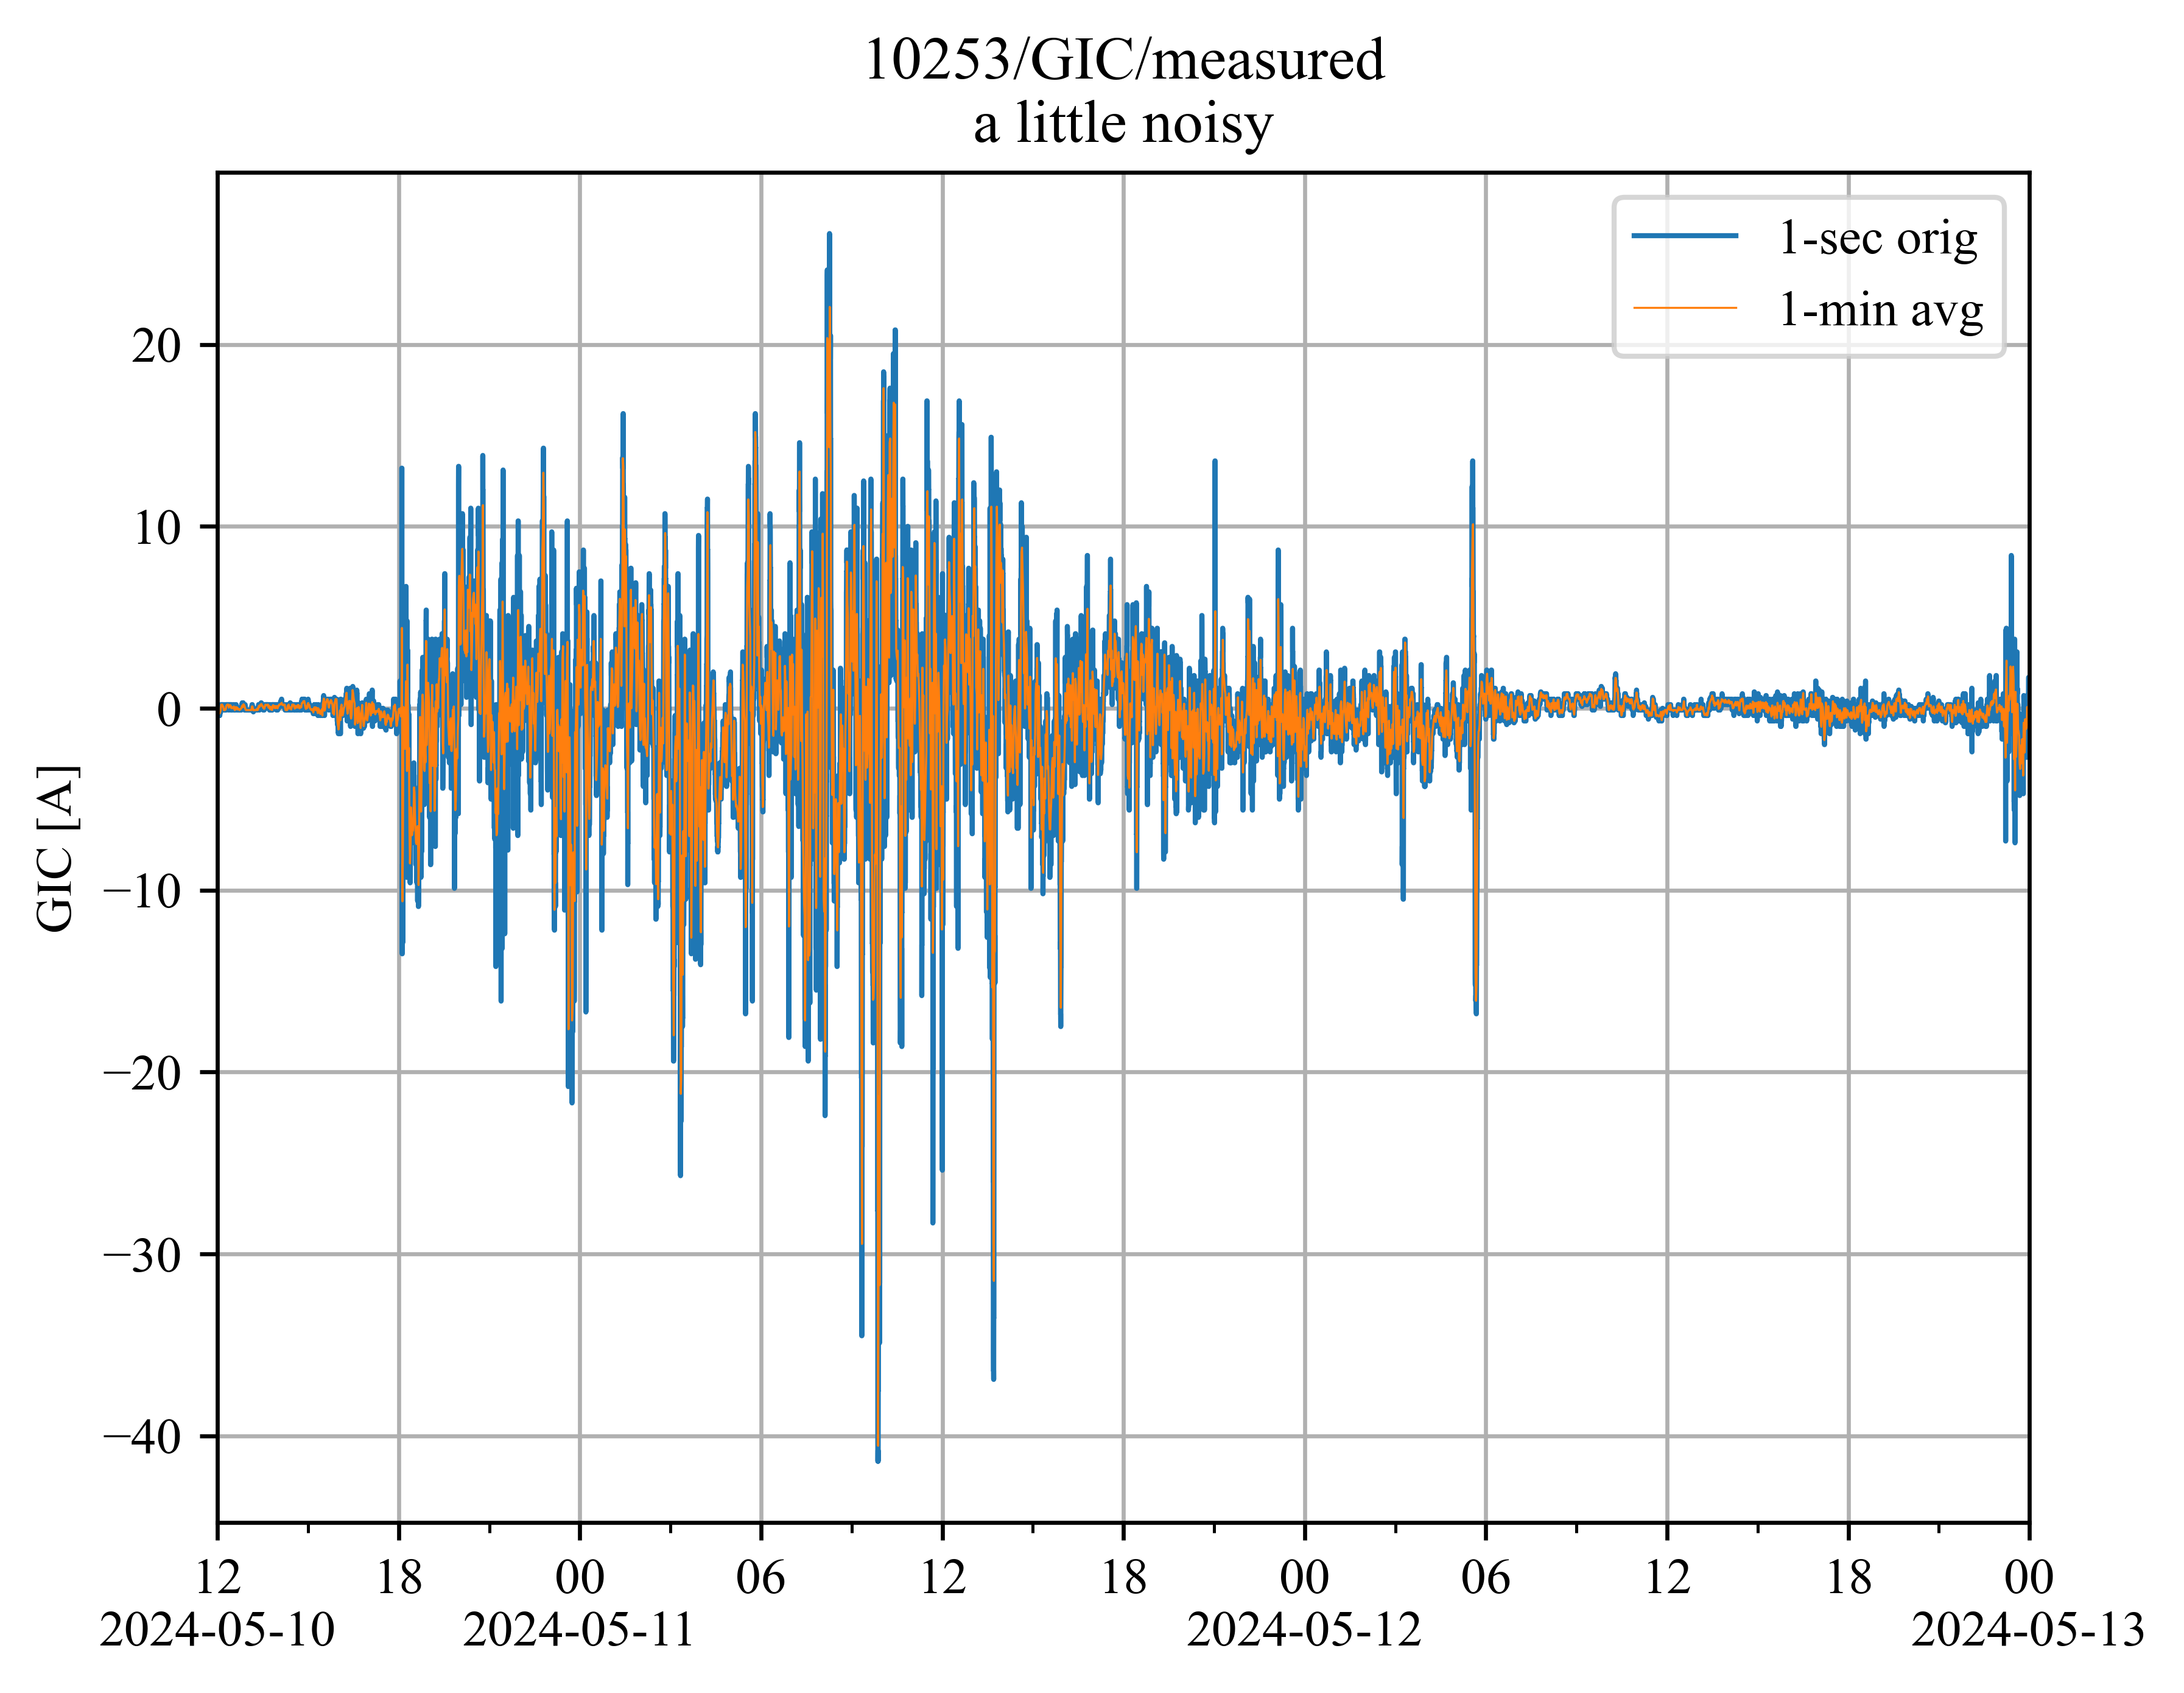 10253/GIC/measured
a little noisy
1-sec orig
1-min avg
GIC [A]
20
10
0
−10
−20
−30
−40
12 18 00 06 12 18 00 06 12 18 00
2024-05-10 2024-05-11 2024-05-12 2024-05-13